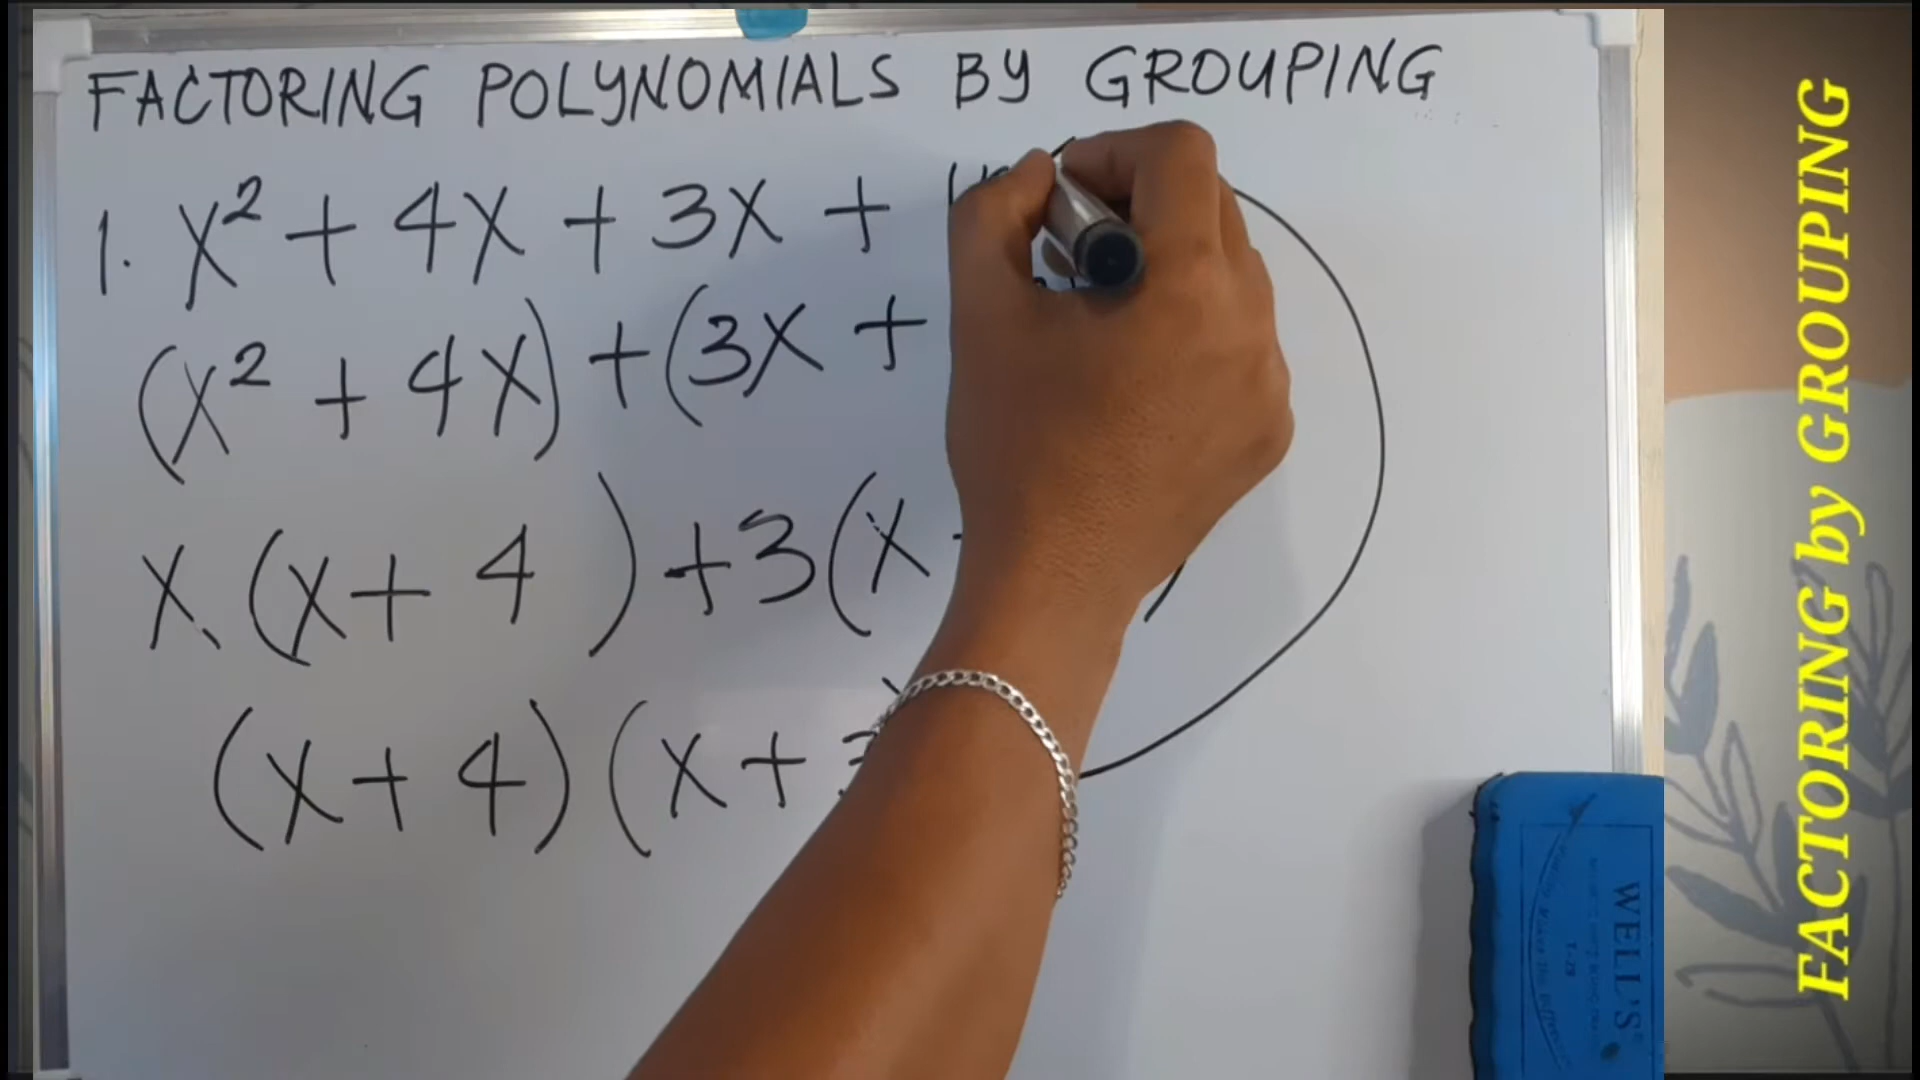 FACTORING POLYNOMIALS BY GROUPING
1. x² + 4x + 3x +
(x² + 4x) + (3x +
x (x + 4) + 3(x
(x + 4) (x +
WELL'S
FACTORING by GROUPING